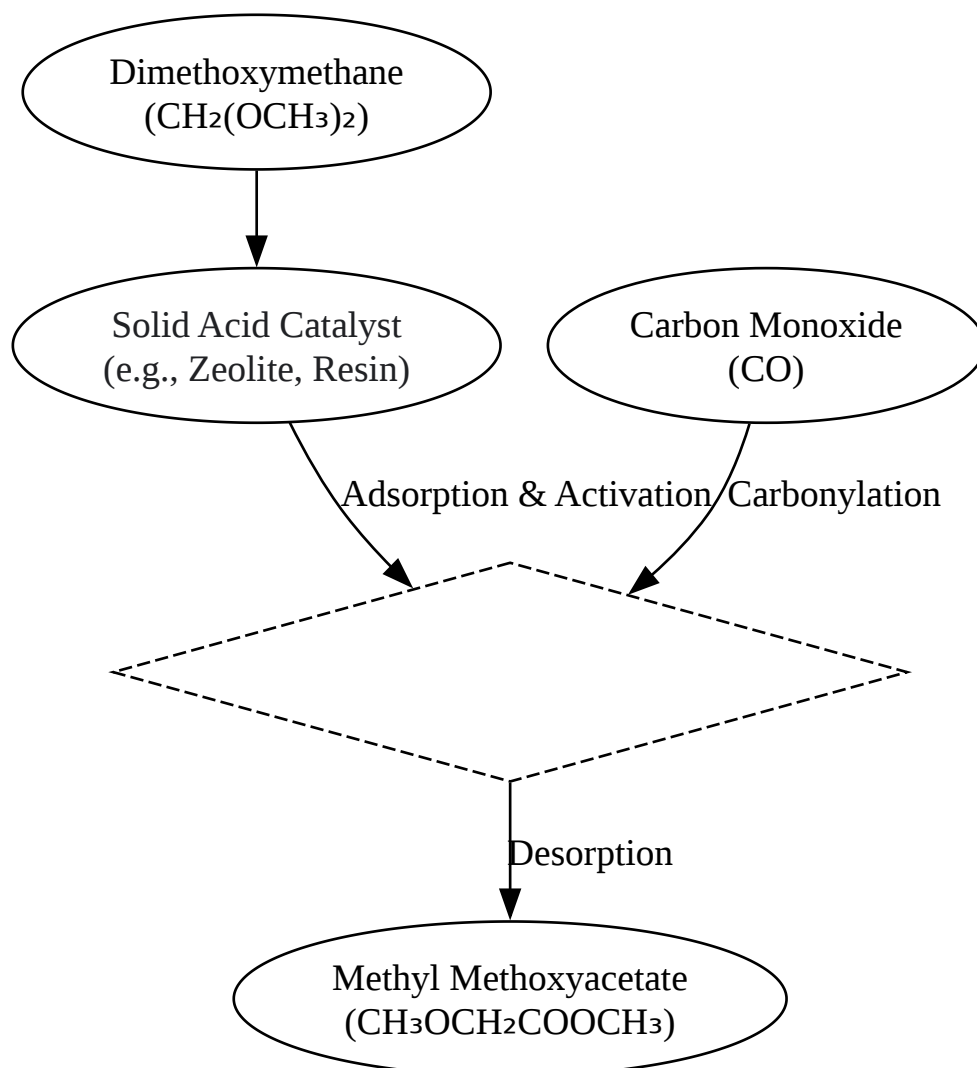 Dimethoxymethane
(CH₂(OCH₃)₂)
Solid Acid Catalyst
(e.g., Zeolite, Resin)
Carbon Monoxide
(CO)
Adsorption & Activation
Carbonylation
Desorption
Methyl Methoxyacetate
(CH₃OCH₂COOCH₃)